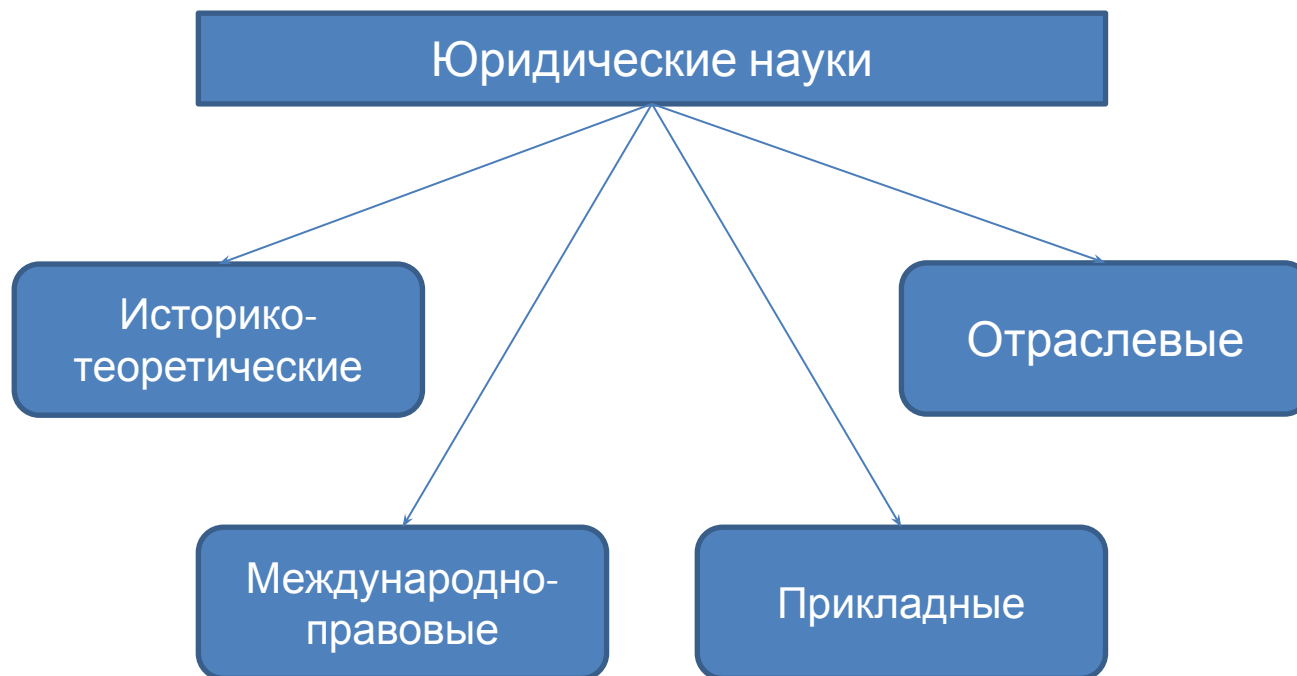 Юридические науки
Историко-
теоретические
Отраслевые
Международно-
правовые
Прикладные